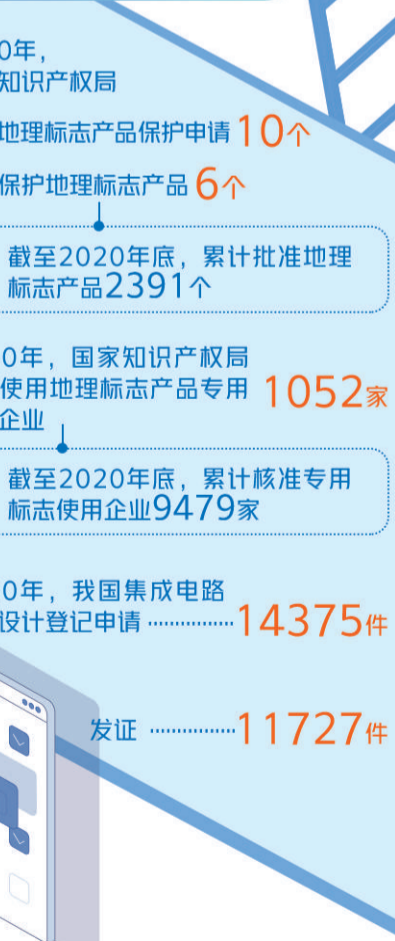 0年,
知识产权局
地理标志产品保护申请10个
保护地理标志产品6个
截至2020年底，累计批准地理
标志产品2391个
0年，国家知识产权局
使用地理标志产品专用 1052家
企业
截至2020年底，累计核准专用
标志使用企业9479家
0年，我国集成电路
设计登记申请 ················14375件
发证 ················11727件